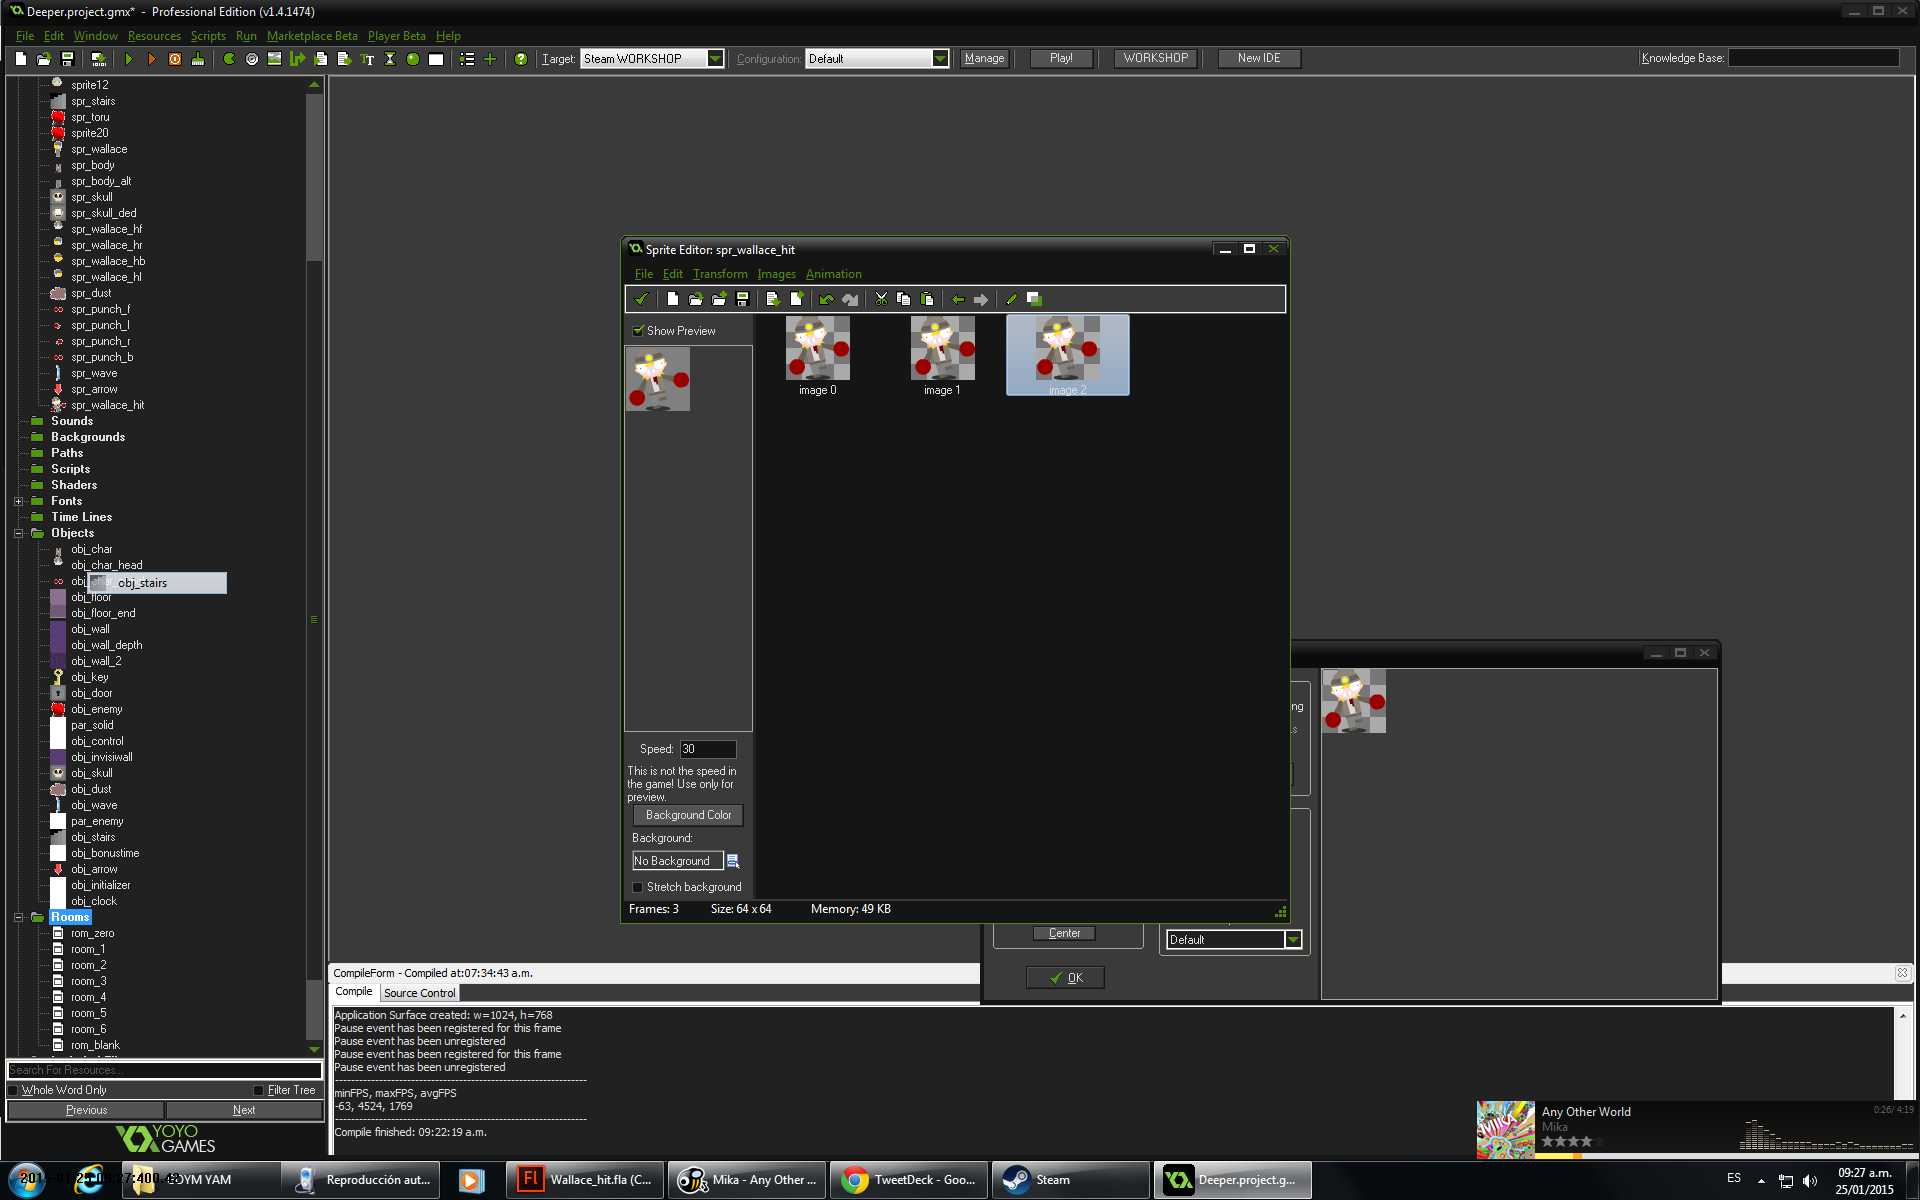 Deeper.project.gmx* - Professional Edition (v1.4.1474)
File Edit Window Resources Scripts Run Marketplace Beta Player Beta Help
Target: Steam WORKSHOP Configuration: Default Manage Play! WORKSHOP New IDE Knowledge Base:
sprite12
spr_stairs
spr_toru
sprite20
spr_wallace
spr_body
spr_body_alt
spr_skull
spr_skull_ded
spr_wallace_hf
spr_wallace_hr
spr_wallace_hb
spr_wallace_hl
spr_dust
spr_punch_f
spr_punch_l
spr_punch_r
spr_punch_b
spr_wave
spr_arrow
spr_wallace_hit
Sounds
Backgrounds
Paths
Scripts
Shaders
Fonts
Time Lines
Objects
obj_char
obj_char_head
obj_stairs
obj_floor
obj_floor_end
obj_wall
obj_wall_depth
obj_wall_2
obj_key
obj_door
obj_enemy
par_solid
obj_control
obj_invisiwall
obj_skull
obj_dust
obj_wave
par_enemy
obj_stairs
obj_bonustime
obj_arrow
obj_initializer
obj_clock
Rooms
rom_zero
room_1
room_2
room_3
room_4
room_5
room_6
rom_blank
Search For Resources...
Whole Word Only Filter Tree
Previous Next
YOYO
GAMES
Sprite Editor: spr_wallace_hit
File Edit Transform Images Animation
Show Preview
image 0 image 1 image 2
Speed: 30
This is not the speed in
the game! Use only for
preview.
Background Color
Background:
No Background
Stretch background
Frames: 3 Size: 64 x 64 Memory: 49 KB
ng
s
Center
Default
OK
CompileForm - Compiled at:07:34:43 a.m.
Compile Source Control
Application Surface created: w=1024, h=768
Pause event has been registered for this frame
Pause event has been unregistered
Pause event has been registered for this frame
Pause event has been unregistered
minFPS, maxFPS, avgFPS
-63, 4524, 1769
Compile finished: 09:22:19 a.m.
MIKA
Any Other World 0:26/ 4:19
Mika
YAM
Reproducción aut...
Wallace_hit.fla (C...
Mika - Any Other ...
TweetDeck - Goo...
Steam
Deeper.project.g...
ES
09:27 a.m.
25/01/2015